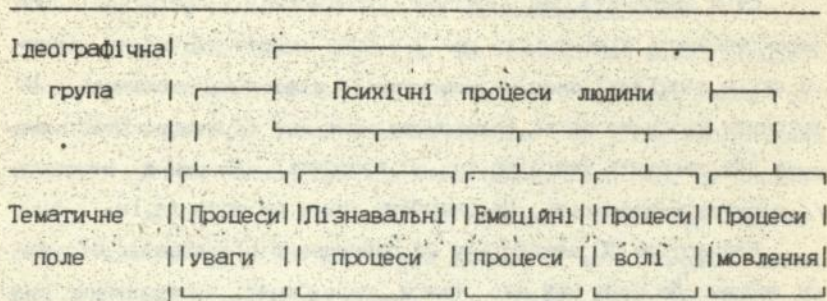 Ідеографічна
група Психічні процеси людини
Тематичне Процеси Пізнавальні Емоційні Процеси Процеси
поле уваги процеси процеси волі мовлення